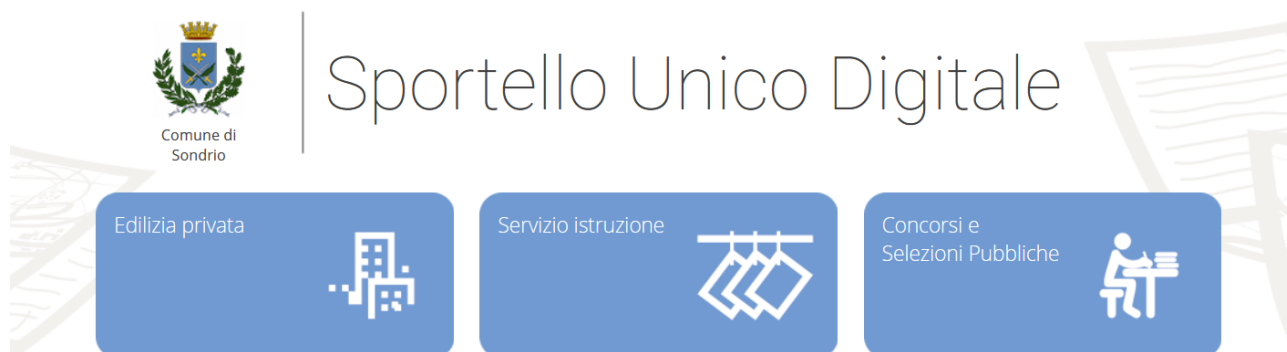 Comune di
Sondrio
Sportello Unico Digitale
Edilizia privata
Servizio istruzione
Concorsi e
Selezioni Pubbliche